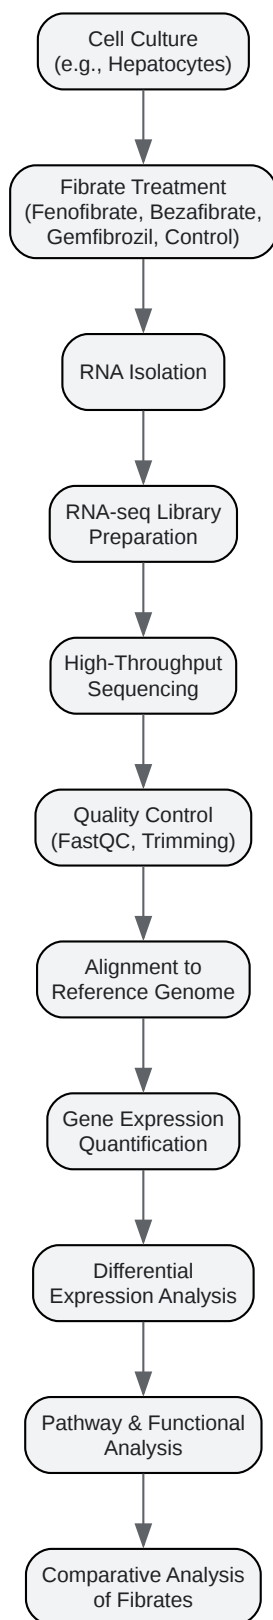 Cell Culture
(e.g., Hepatocytes)
Fibrate Treatment
(Fenofibrate, Bezafibrate,
Gemfibrozil, Control)
RNA Isolation
RNA-seq Library
Preparation
High-Throughput
Sequencing
Quality Control
(FastQC, Trimming)
Alignment to
Reference Genome
Gene Expression
Quantification
Differential
Expression Analysis
Pathway & Functional
Analysis
Comparative Analysis
of Fibrates